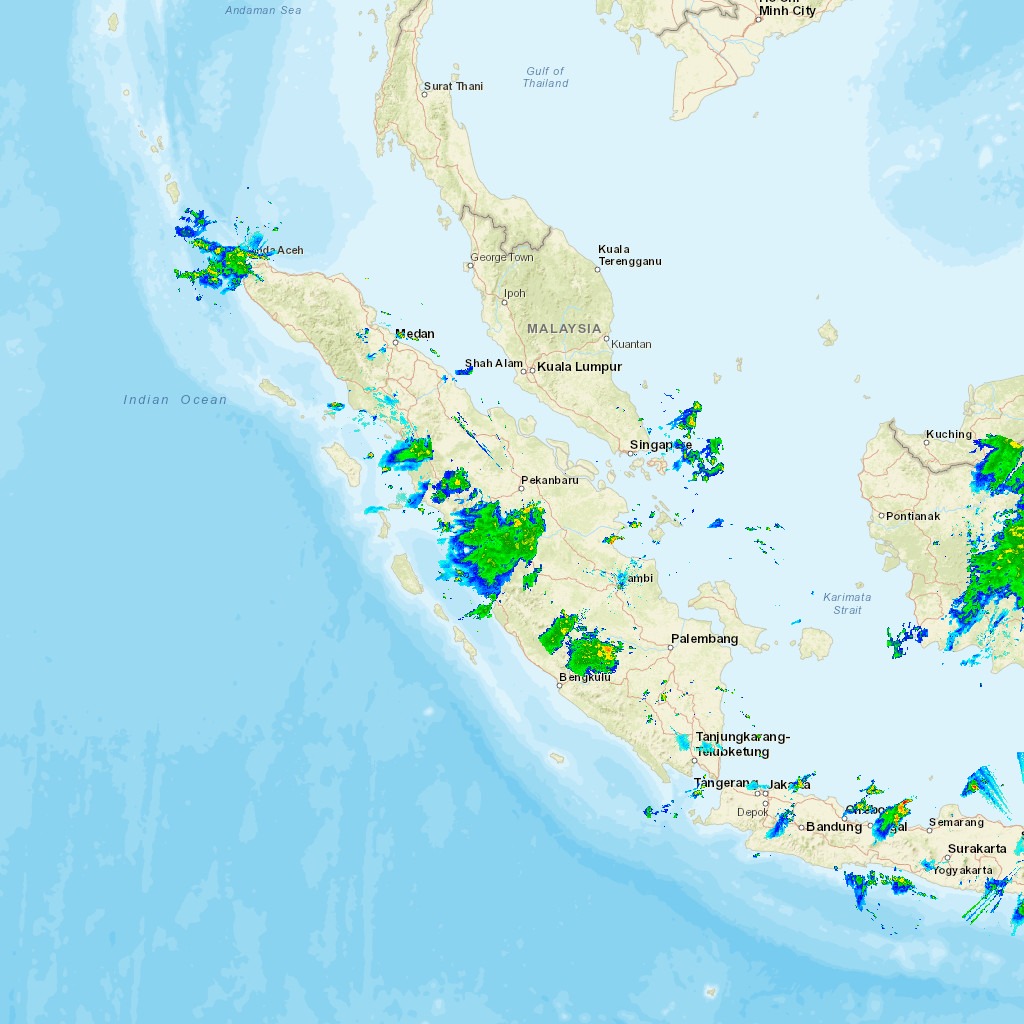 Andaman Sea
Minh City
Gulf of
Thailand
Surat Thani
Kuala
Terengganu
Aceh
George Town
Ipoh
MALAYSIA
Medan
Kuantan
Shah Alam
Kuala Lumpur
Indian Ocean
Kuching
Singapore
Pekanbaru
Pontianak
ambi
Karimata
Strait
Palembang
Bengkulu
Tanjungkarang-
Telubketung
Tangerang
Jakarta
Depok
Bandung
gal
Semarang
Surakarta
Yogyakarta